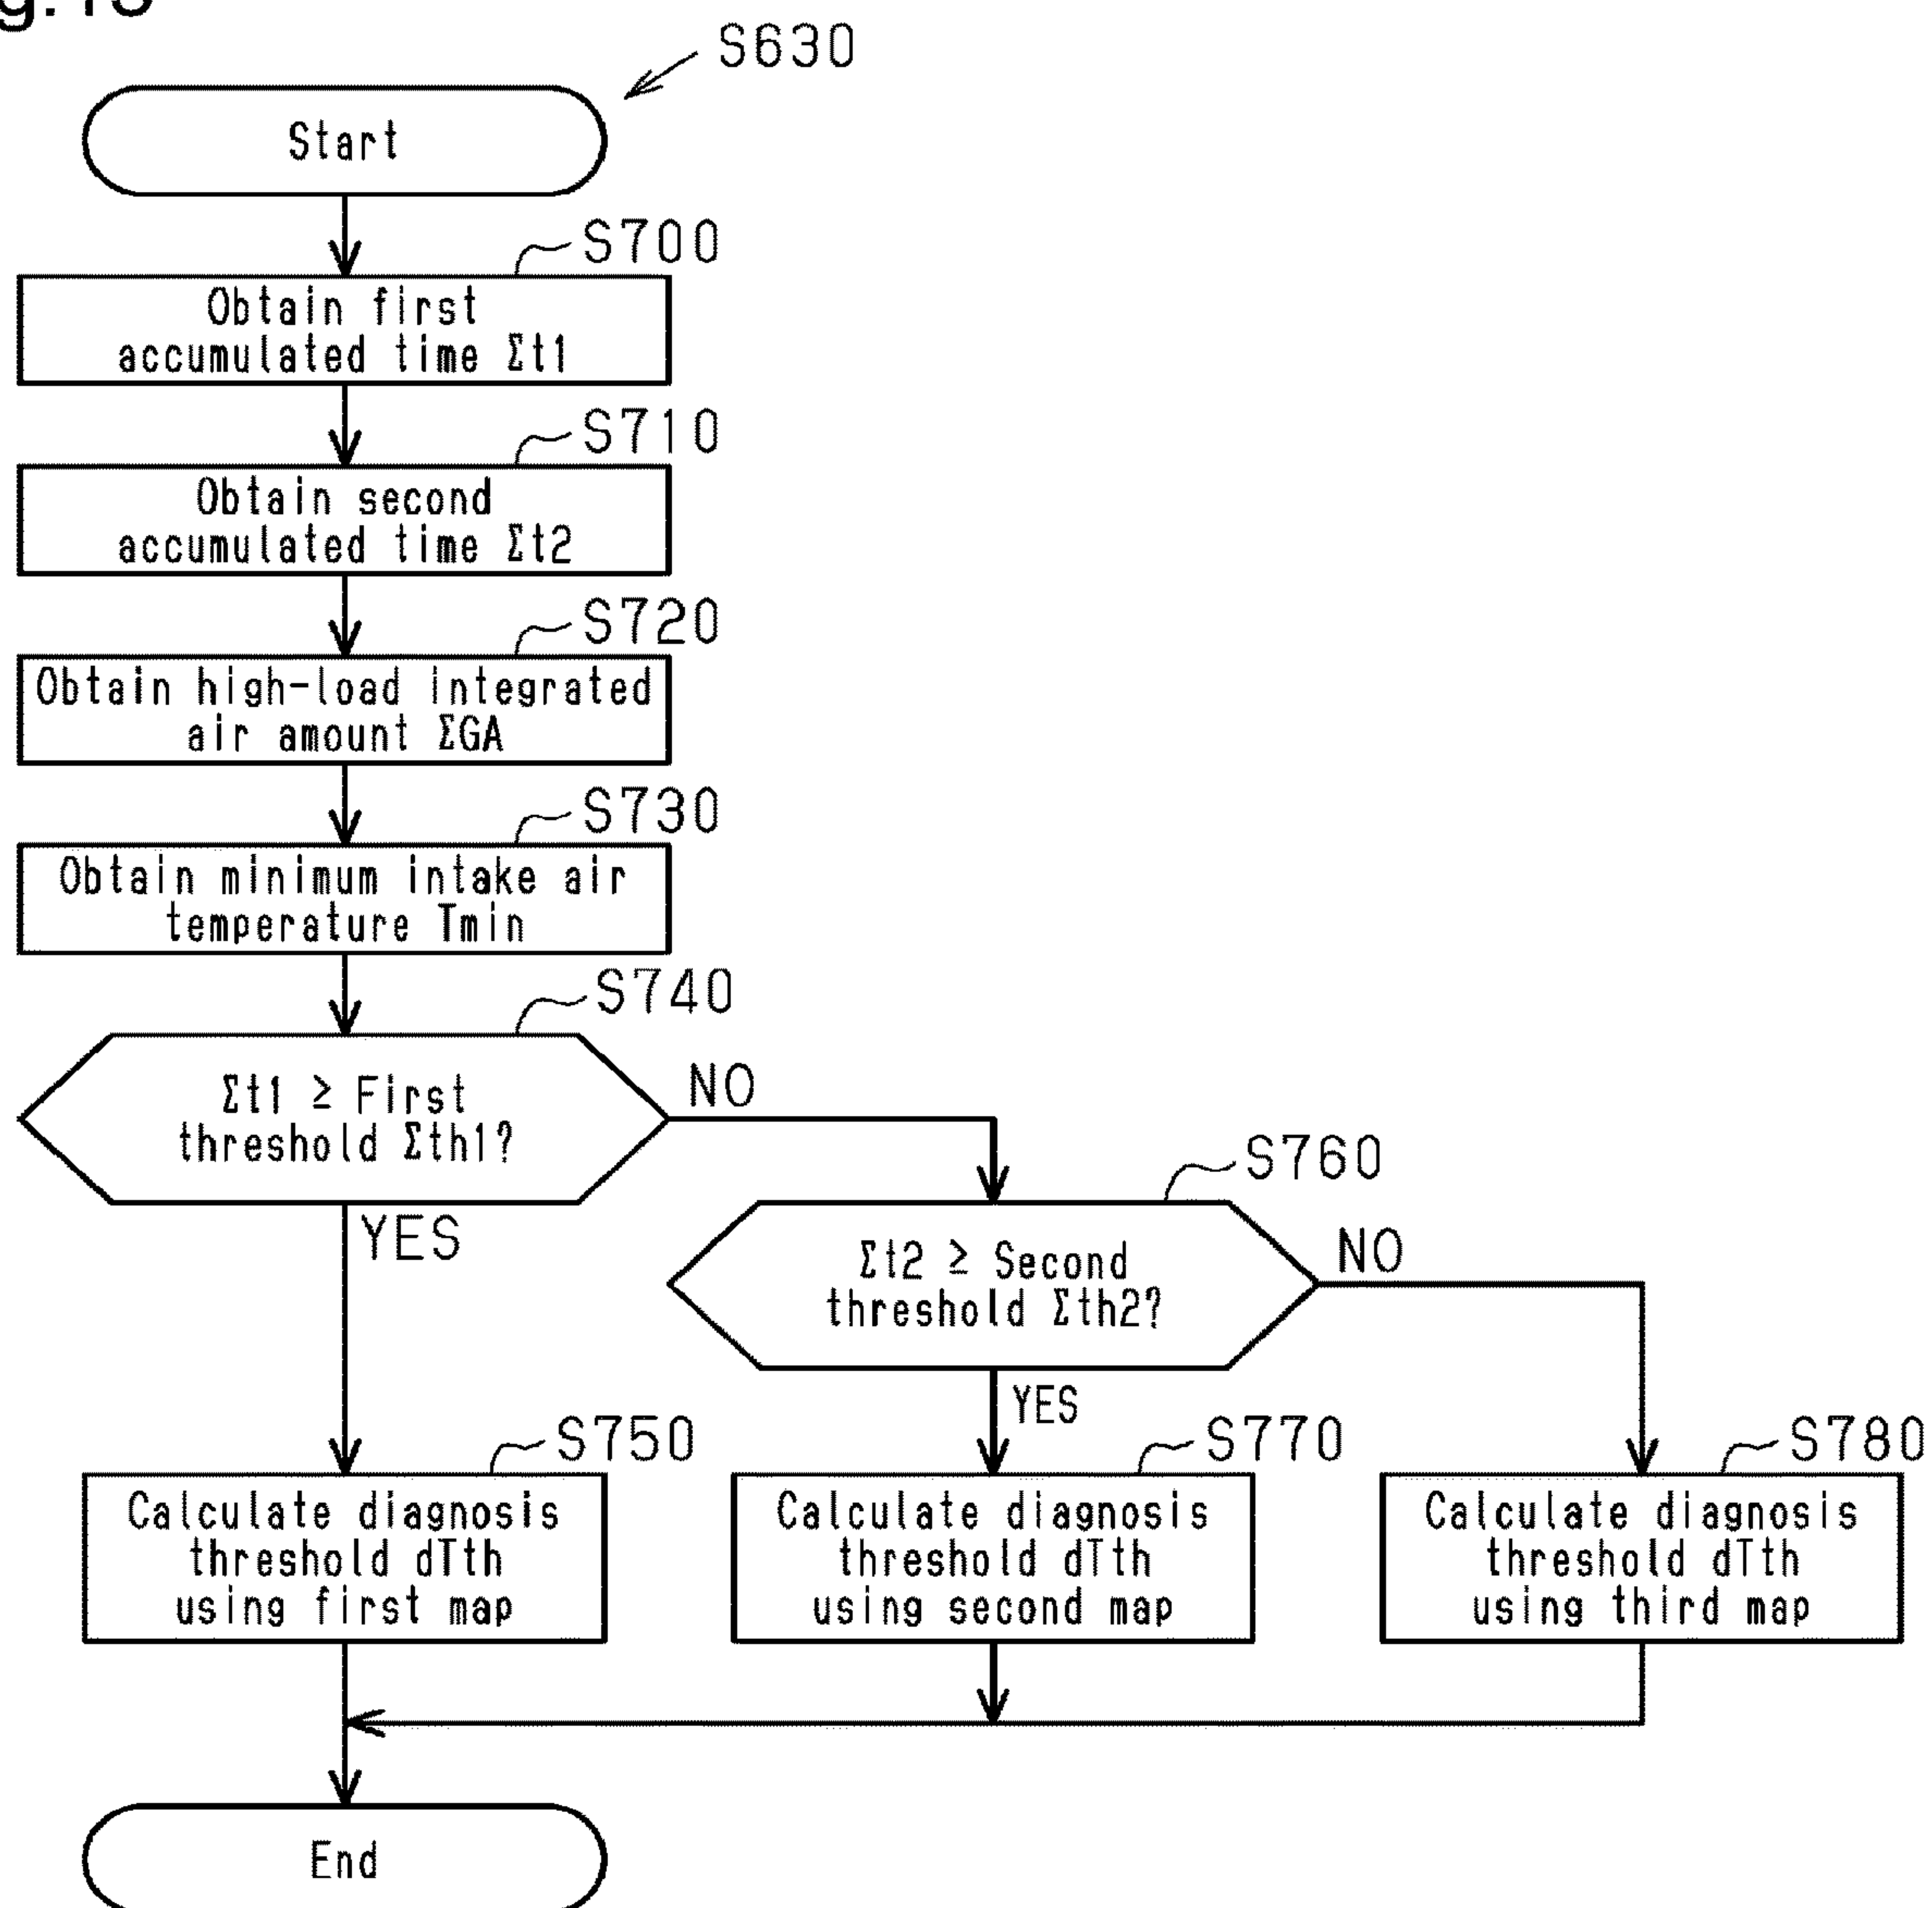 S630
Start
S700
Obtain first
accumulated time Σt1
S710
Obtain second
accumulated time Σt2
S720
Obtain high-load integrated
air amount ΣGA
S730
Obtain minimum intake air
temperature Tmin
S740
Σt1 ≥ First
threshold Σth1?
NO
YES
S760
Σt2 ≥ Second
threshold Σth2?
NO
YES
S750
Calculate diagnosis
threshold dTth
using first map
S770
Calculate diagnosis
threshold dTth
using second map
S780
Calculate diagnosis
threshold dTth
using third map
End